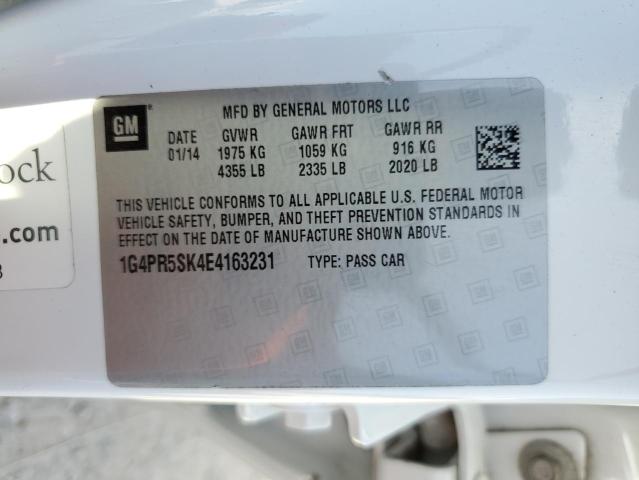 GM
MFD BY GENERAL MOTORS LLC
DATE GVWR GAWR FRT GAWR RR
01/14 1975 KG 1059 KG 916 KG
4355 LB 2335 LB 2020 LB
THIS VEHICLE CONFORMS TO ALL APPLICABLE U.S. FEDERAL MOTOR
VEHICLE SAFETY, BUMPER, AND THEFT PREVENTION STANDARDS IN
EFFECT ON THE DATE OF MANUFACTURE SHOWN ABOVE.
1G4PR5SK4E4163231 TYPE: PASS CAR
ock
s.com
3